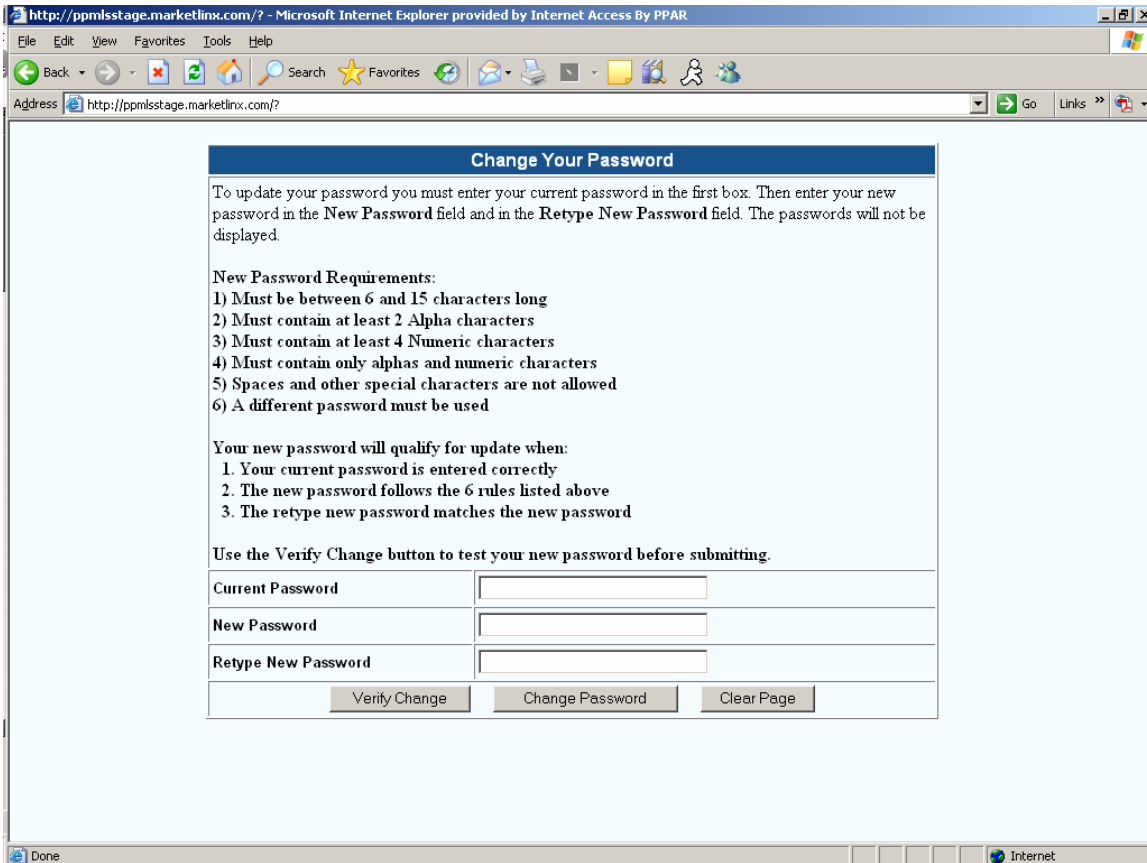 http://ppmlsstage.marketlinx.com/? - Microsoft Internet Explorer provided by Internet Access By PPAR
File Edit View Favorites Tools Help
Back Search Favorites
Address http://ppmlsstage.marketlinx.com/? Go Links »
Change Your Password
To update your password you must enter your current password in the first box. Then enter your new
password in the New Password field and in the Retype New Password field. The passwords will not be
displayed.
New Password Requirements:
1) Must be between 6 and 15 characters long
2) Must contain at least 2 Alpha characters
3) Must contain at least 4 Numeric characters
4) Must contain only alphas and numeric characters
5) Spaces and other special characters are not allowed
6) A different password must be used
Your new password will qualify for update when:
1. Your current password is entered correctly
2. The new password follows the 6 rules listed above
3. The retype new password matches the new password
Use the Verify Change button to test your new password before submitting.
Current Password
New Password
Retype New Password
Verify Change Change Password Clear Page
Done Internet